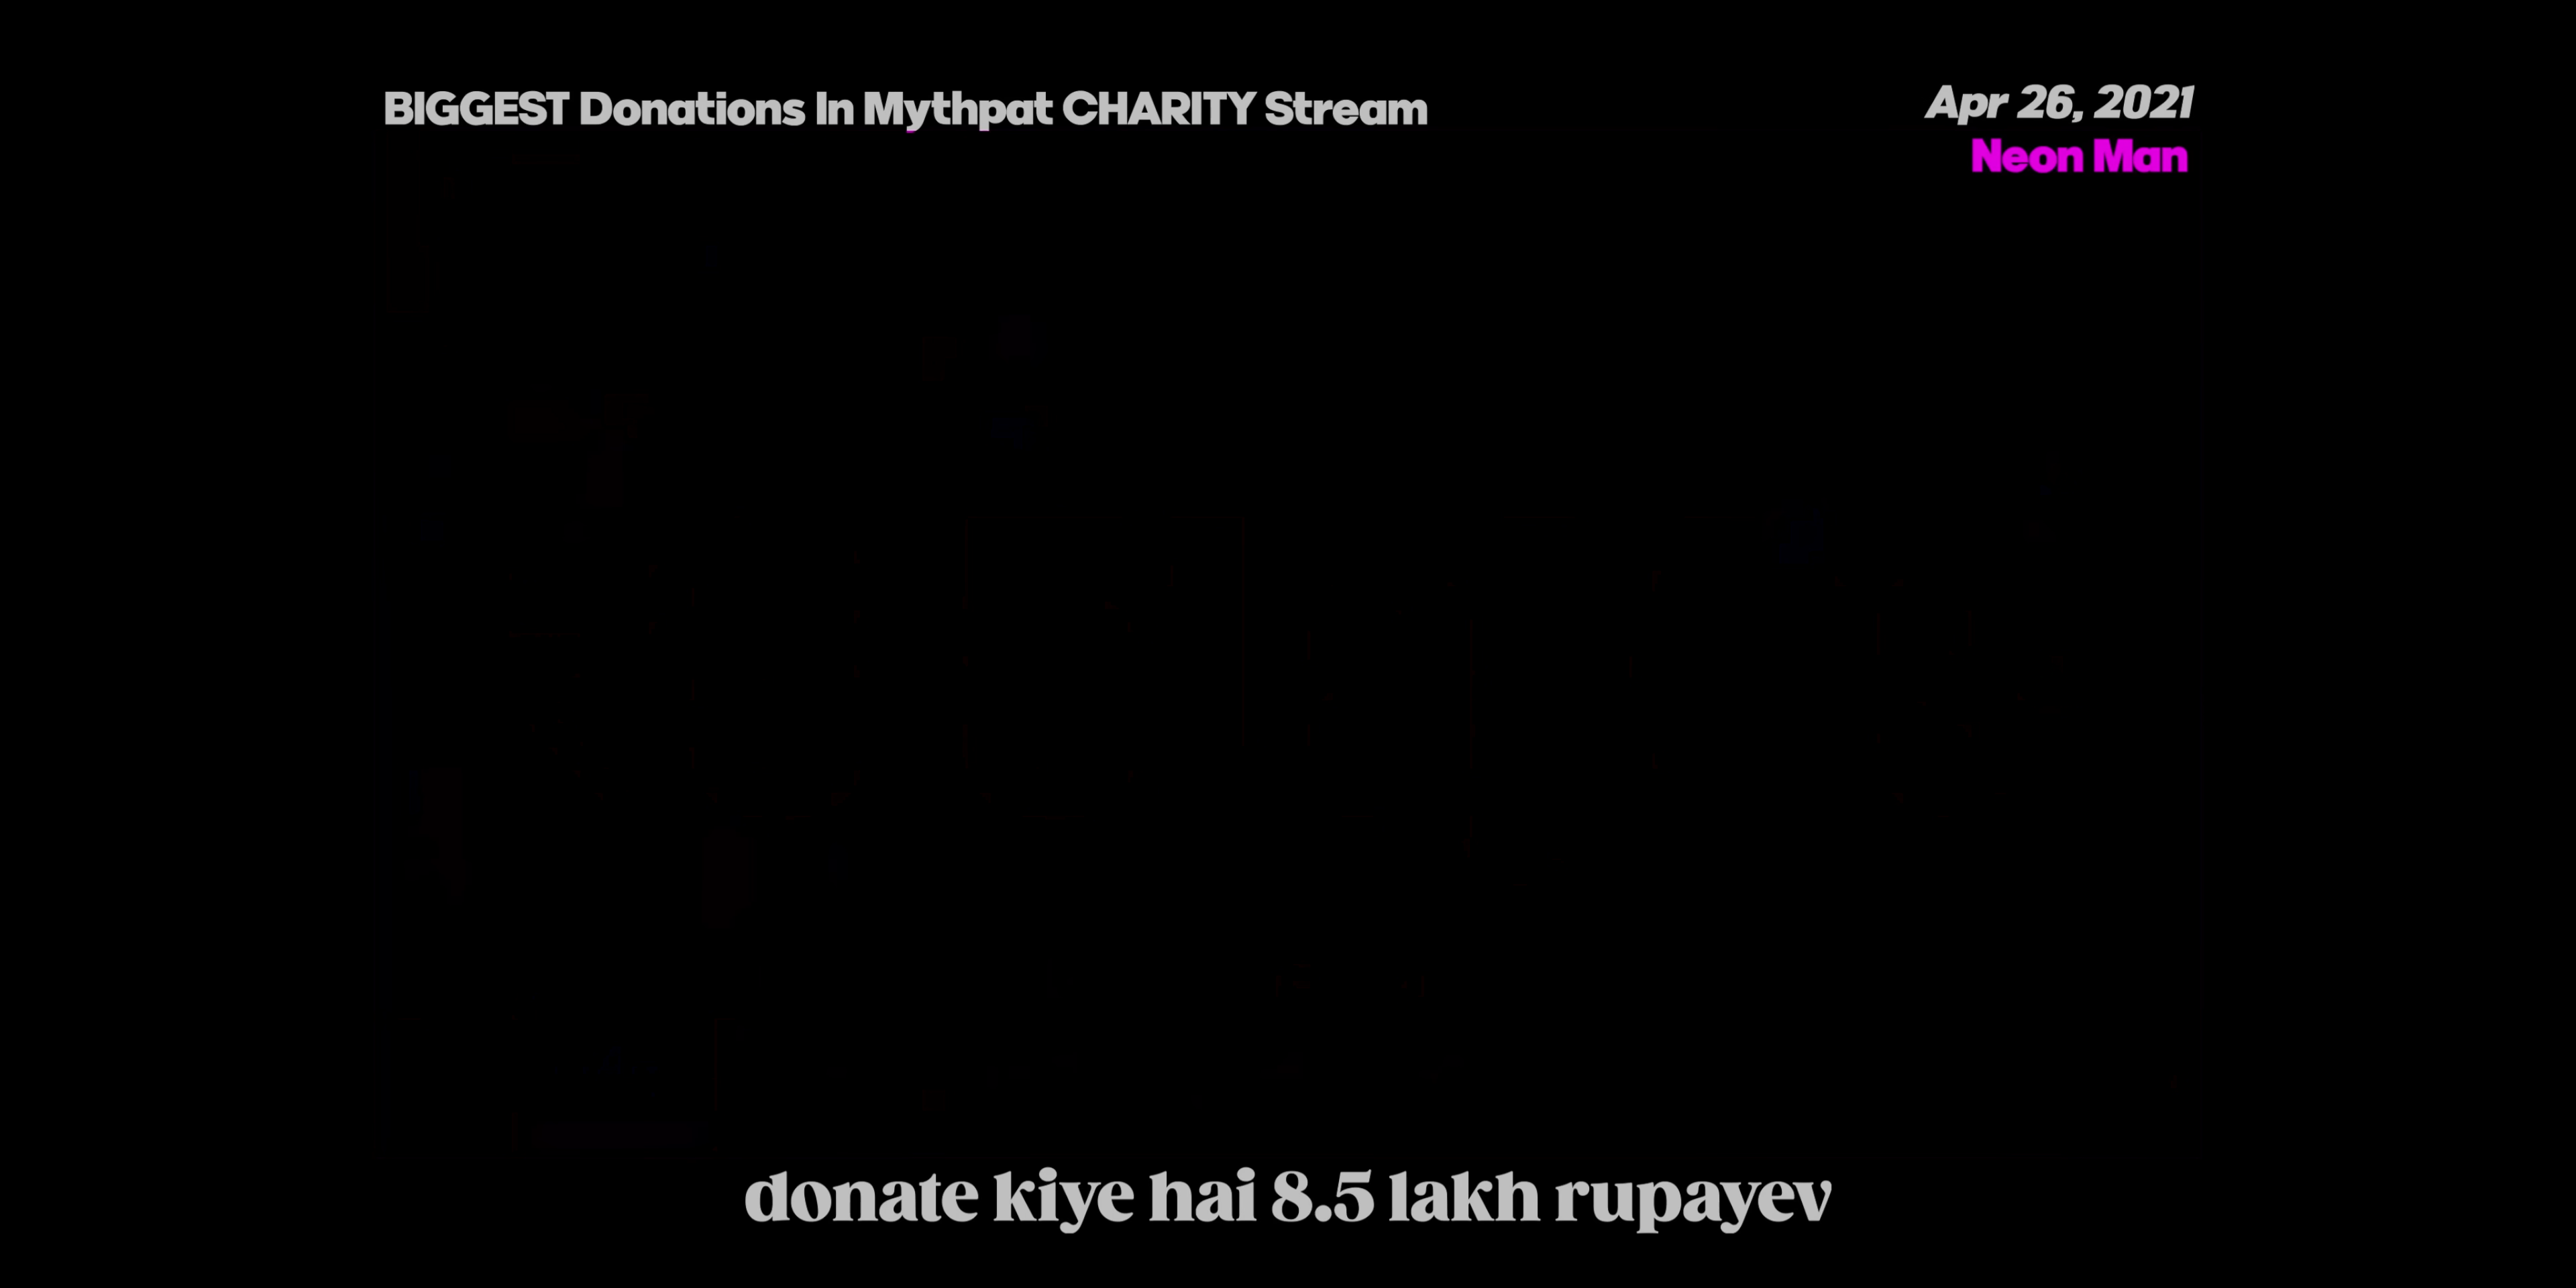 BIGGEST Donations In Mythpat CHARITY Stream
Apr 26, 2021
Neon Man
donate kiye hai 8.5 lakh rupayev